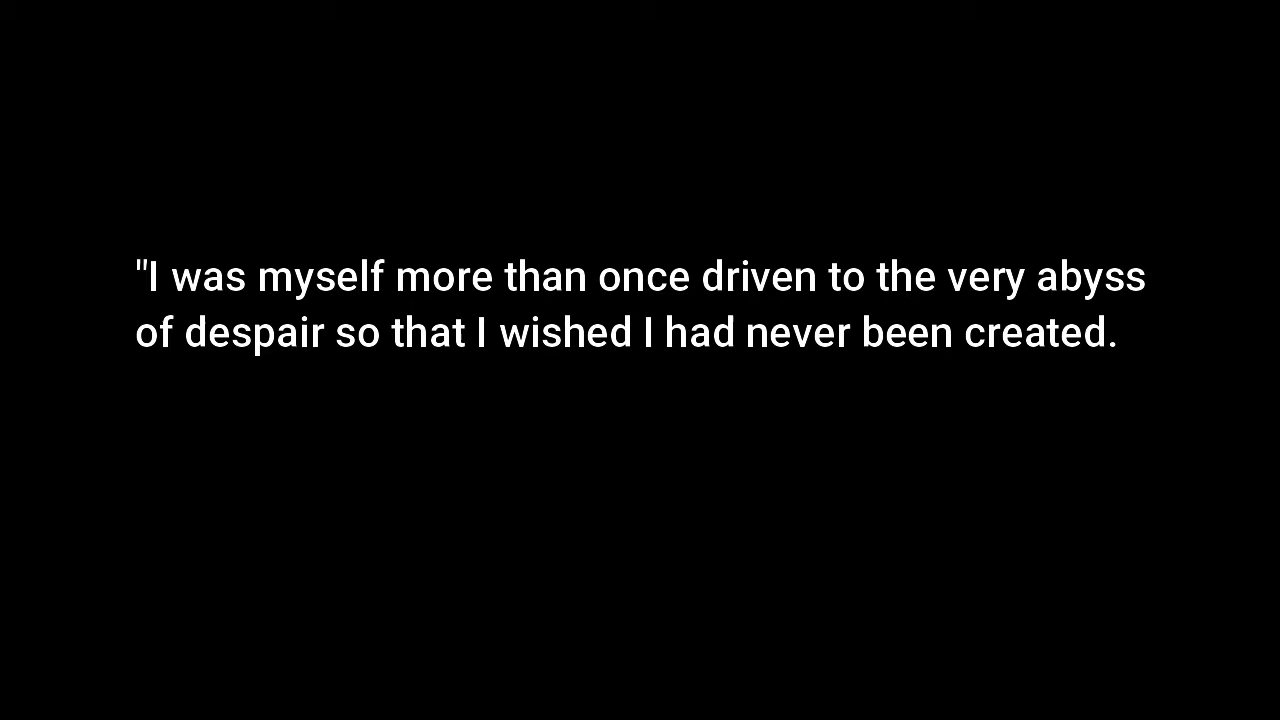 "I was myself more than once driven to the very abyss
of despair so that I wished I had never been created.